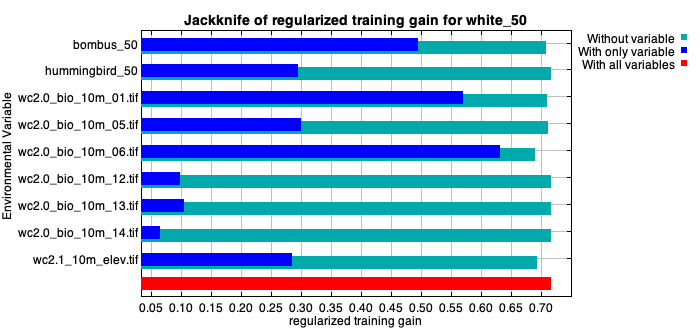 Jackknife of regularized training gain for white_50
Without variable
With only variable
With all variables
Environmental Variable
bombus_50
hummingbird_50
wc2.0_bio_10m_01.tif
wc2.0_bio_10m_05.tif
wc2.0_bio_10m_06.tif
wc2.0_bio_10m_12.tif
wc2.0_bio_10m_13.tif
wc2.0_bio_10m_14.tif
wc2.1_10m_elev.tif
0.05 0.10 0.15 0.20 0.25 0.30 0.35 0.40 0.45 0.50 0.55 0.60 0.65 0.70
regularized training gain